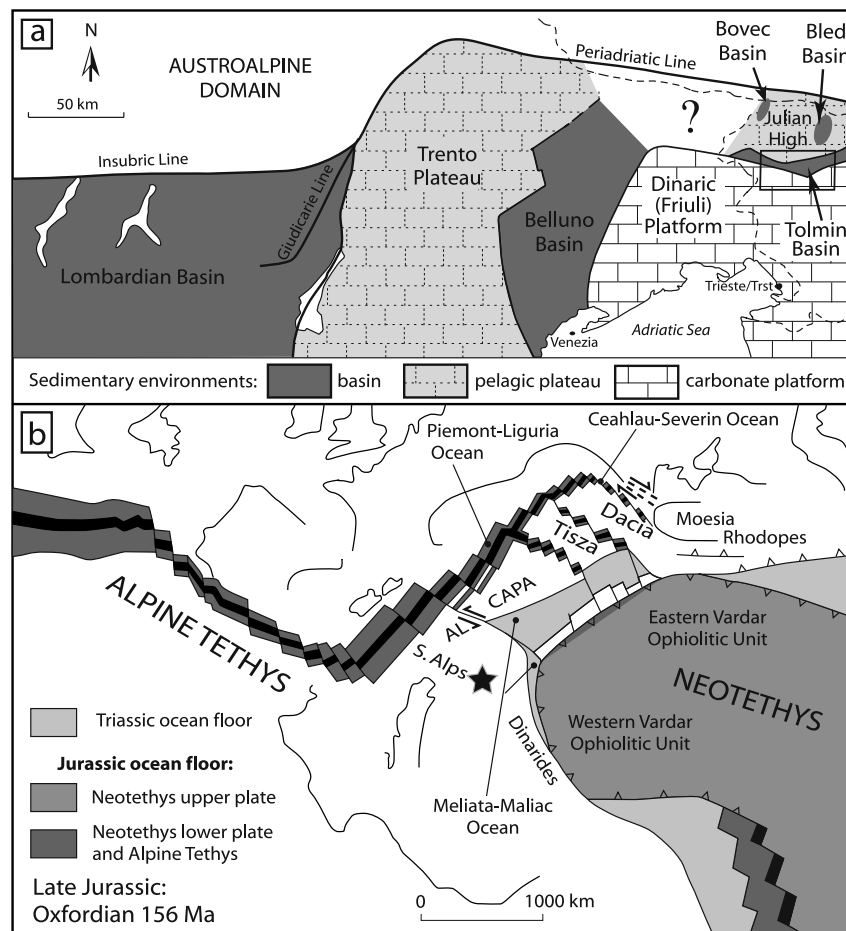 a
N
50 km
AUSTROALPINE
DOMAIN
Insubric Line
Giudicarie Line
Lombardian Basin
Trento
Plateau
Belluno
Basin
Periadriatic Line
?
Bovec
Basin
Bled
Basin
Julian
High
Dinaric
(Friuli)
Platform
Tolmin
Basin
Trieste/Trst
Adriatic Sea
Venezia
Sedimentary environments:
basin
pelagic plateau
carbonate platform
b
Piemont-Liguria
Ocean
Ceahlau-Severin Ocean
Dacia
Tisza
Moesia
Rhodopes
ALPINE TETHYS
CAPA
AL.
S. Alps
Eastern Vardar
Ophiolitic Unit
NEOTETHYS
Western Vardar
Ophiolitic Unit
Dinarides
Meliata-Maliac
Ocean
Triassic ocean floor
Jurassic ocean floor:
Neotethys upper plate
Neotethys lower plate
and Alpine Tethys
Late Jurassic:
Oxfordian 156 Ma
0
1000 km